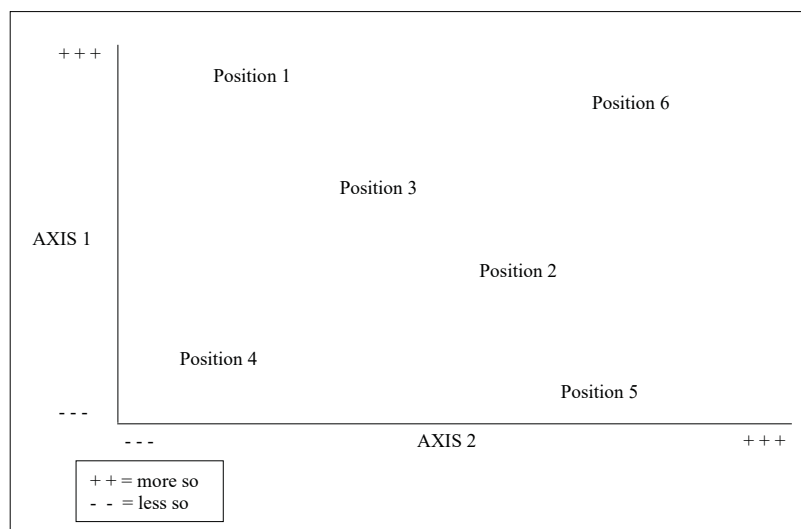 + + +
Position 1
Position 6
Position 3
AXIS 1
Position 2
Position 4
Position 5
- - -
- - -
AXIS 2
+ + +
+ + = more so
- - = less so